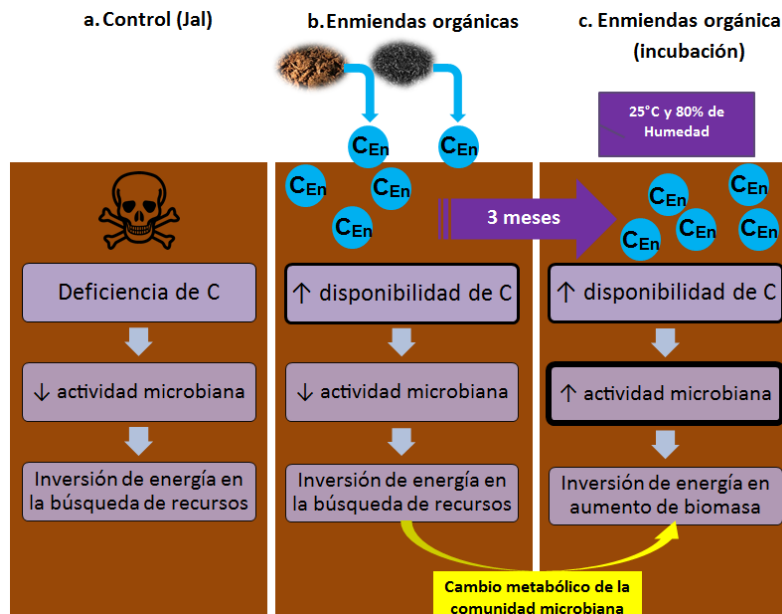 a. Control (Jal)
b. Enmiendas orgánicas
c. Enmiendas orgánica
(incubación)
25°C y 80% de
Humedad
CEn
CEn
CEn
CEn
CEn
3 meses
CEn
CEn
CEn
CEn
CEn
CEn
Deficiencia de C
↓ actividad microbiana
Inversión de energía en
la búsqueda de recursos
↑ disponibilidad de C
↓ actividad microbiana
Inversión de energía en
la búsqueda de recursos
↑ disponibilidad de C
↑ actividad microbiana
Inversión de energía en
aumento de biomasa
Cambio metabólico de la
comunidad microbiana